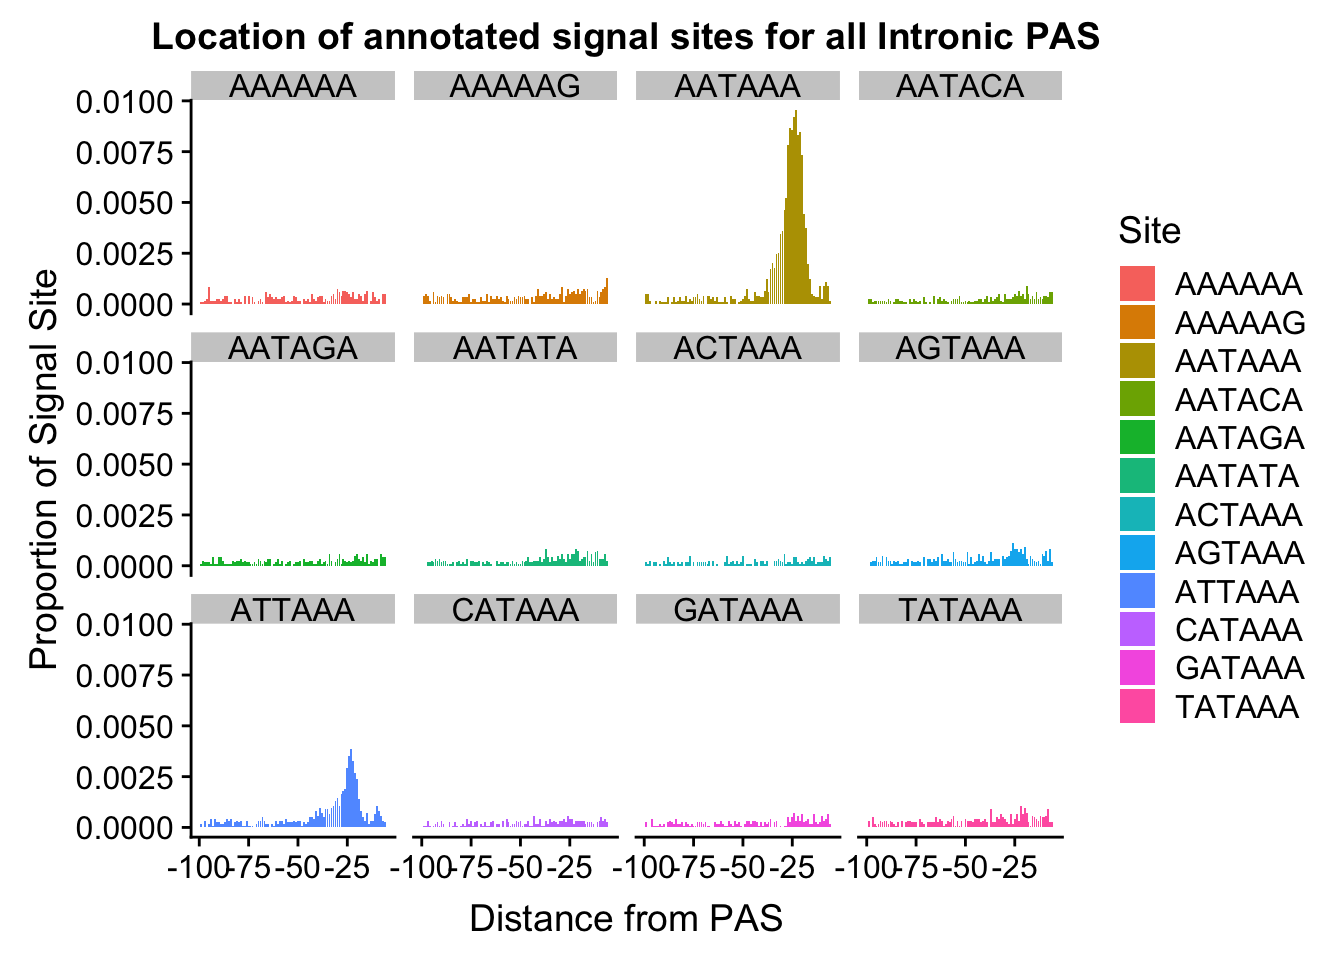 Location of annotated signal sites for all Intronic PAS
AAAAAA AAAAAG AATAAA AATACA
0.0100
0.0075
0.0050
0.0025
0.0000
AATAGA AATATA ACTAAA AGTAAA
0.0100
0.0075
0.0050
0.0025
0.0000
ATTAAA CATAAA GATAAA TATAAA
0.0100
0.0075
0.0050
0.0025
0.0000
-100 -75 -50 -25 -100 -75 -50 -25 -100 -75 -50 -25 -100 -75 -50 -25
Distance from PAS
Proportion of Signal Site
Site
AAAAAA
AAAAAG
AATAAA
AATACA
AATAGA
AATATA
ACTAAA
AGTAAA
ATTAAA
CATAAA
GATAAA
TATAAA